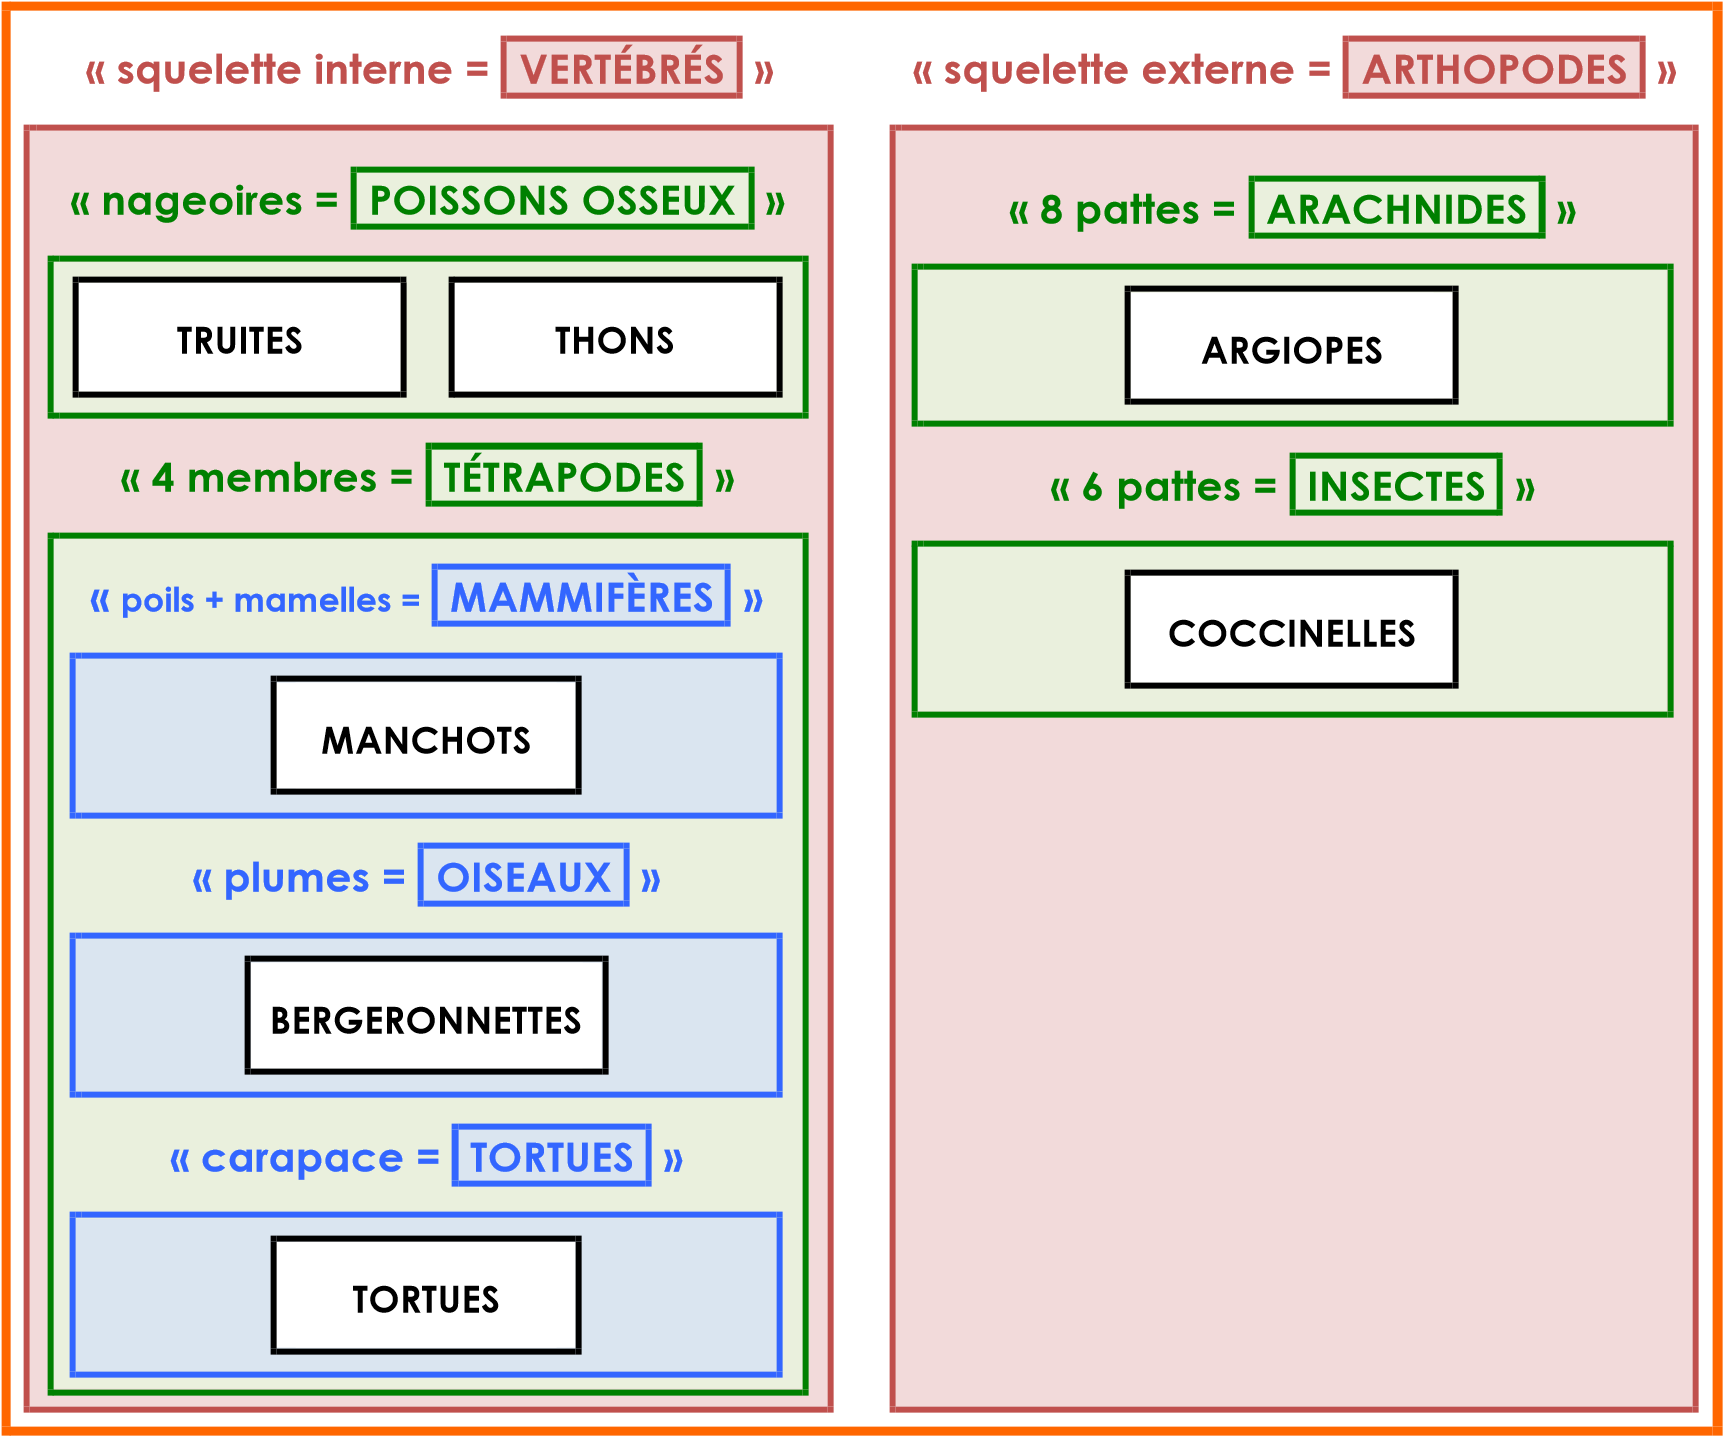 « squelette interne = VERTÉBRÉS »
« nageoires = POISSONS OSSEUX »
TRUITES
THONS
« 4 membres = TÉTRAPODES »
« poils + mamelles = MAMMIFÈRES »
MANCHOTS
« plumes = OISEAUX »
BERGERONNETTES
« carapace = TORTUES »
TORTUES
« squelette externe = ARTHOPODES »
« 8 pattes = ARACHNIDES »
ARGIOPES
« 6 pattes = INSECTES »
COCCINELLES